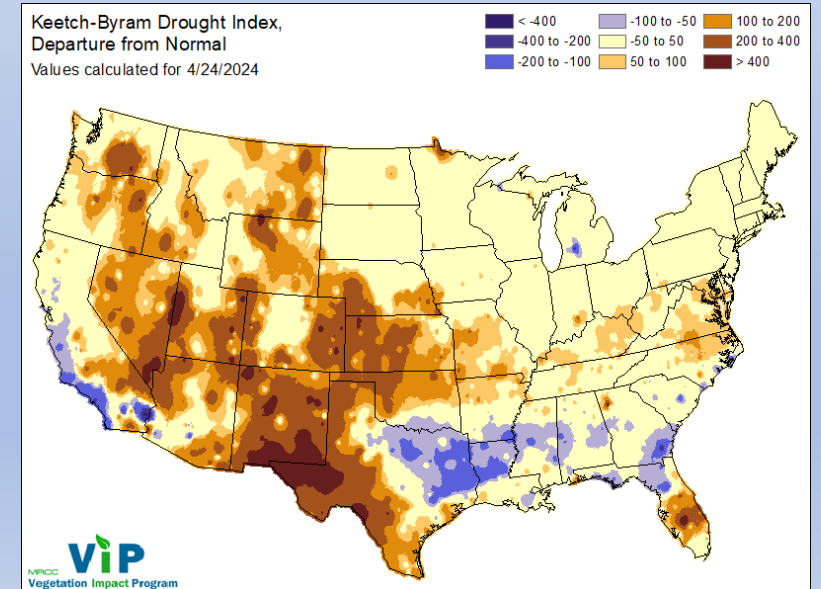 Keetch-Byram Drought Index,
Departure from Normal
Values calculated for 4/24/2024
< -400
-400 to -200
-200 to -100
-100 to -50
-50 to 50
50 to 100
100 to 200
200 to 400
> 400
MRCC ViP
Vegetation Impact Program